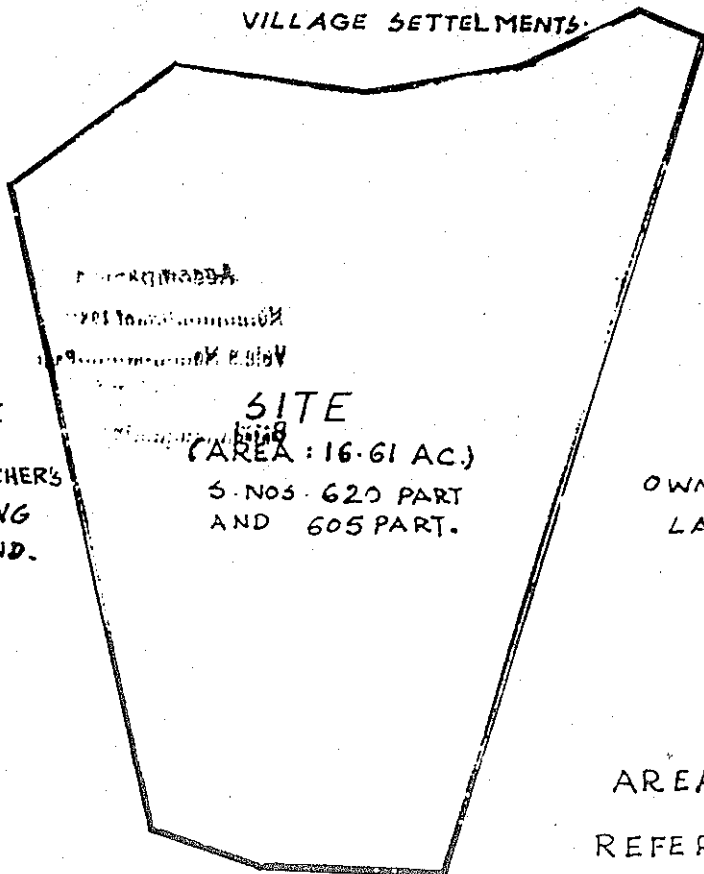 VILLAGE SETTELMENTS.
SITE
(AREA : 16.61 AC.)
S. NOS. 620 PART
AND 605 PART.
CHER'S
NG
ND.
OWN
LA
AREA
REFER